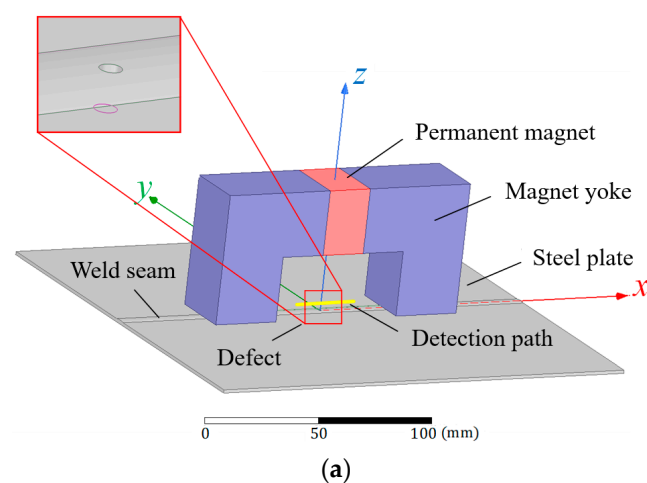 z
Permanent magnet
y
Magnet yoke
Weld seam
Steel plate
x
Defect
Detection path
0 50 100 (mm)
(a)